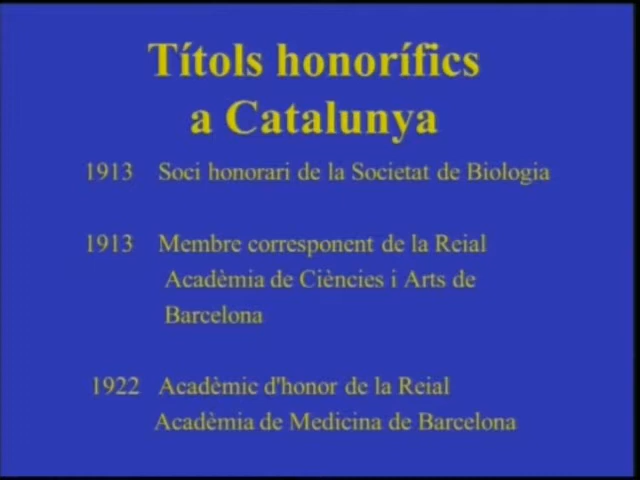 Títols honorífics
a Catalunya
1913 Soci honorari de la Societat de Biologia
1913 Membre corresponent de la Reial
Acadèmia de Ciències i Arts de
Barcelona
1922 Acadèmic d'honor de la Reial
Acadèmia de Medicina de Barcelona